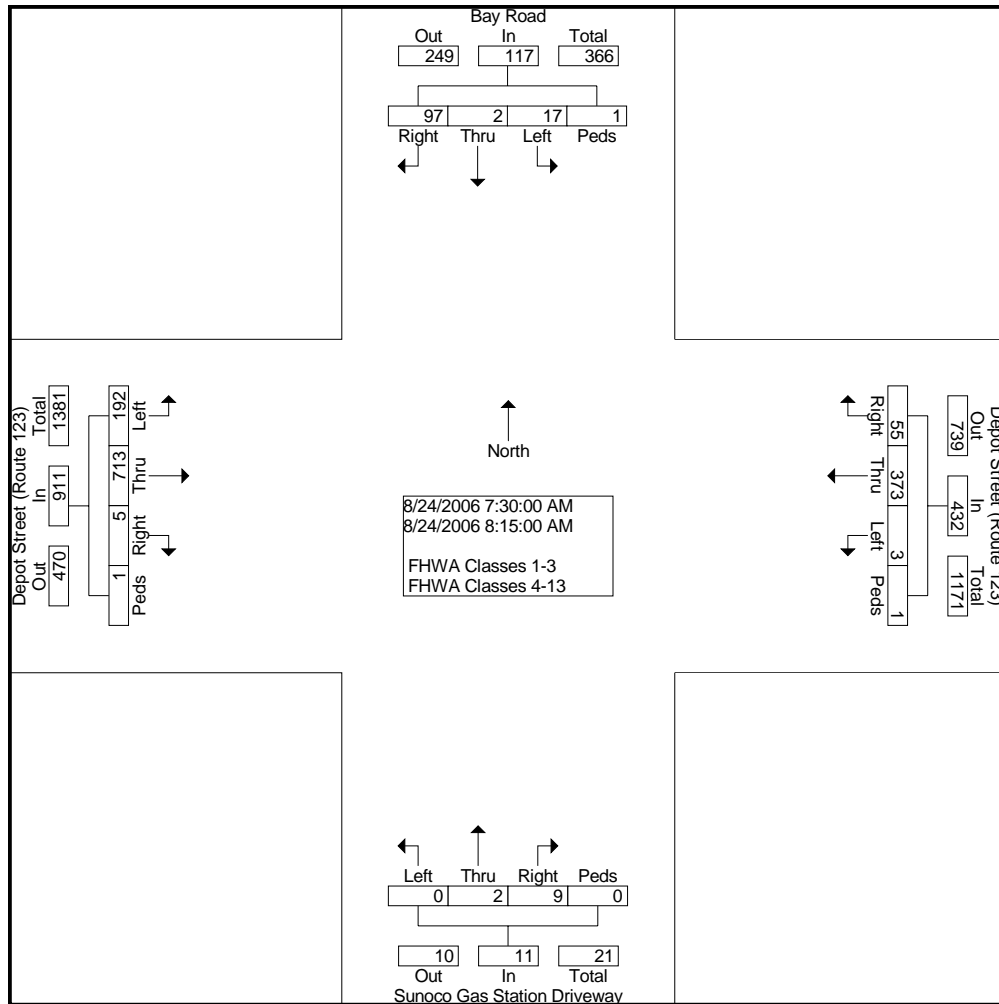 Bay Road
Out In Total
249 117 366
97 2 17 1
Right Thru Left Peds
Depot Street (Route 123)
Total In Out
1381 911 470
192 713 5 1
Left Thru Right Peds
North
8/24/2006 7:30:00 AM
8/24/2006 8:15:00 AM
FHWA Classes 1-3
FHWA Classes 4-13
Right Thru Left Peds
55 373 3 1
Out In Total
739 432 1171
Depot Street (Route 123)
Left Thru Right Peds
0 2 9 0
10 11 21
Out In Total
Sunoco Gas Station Driveway